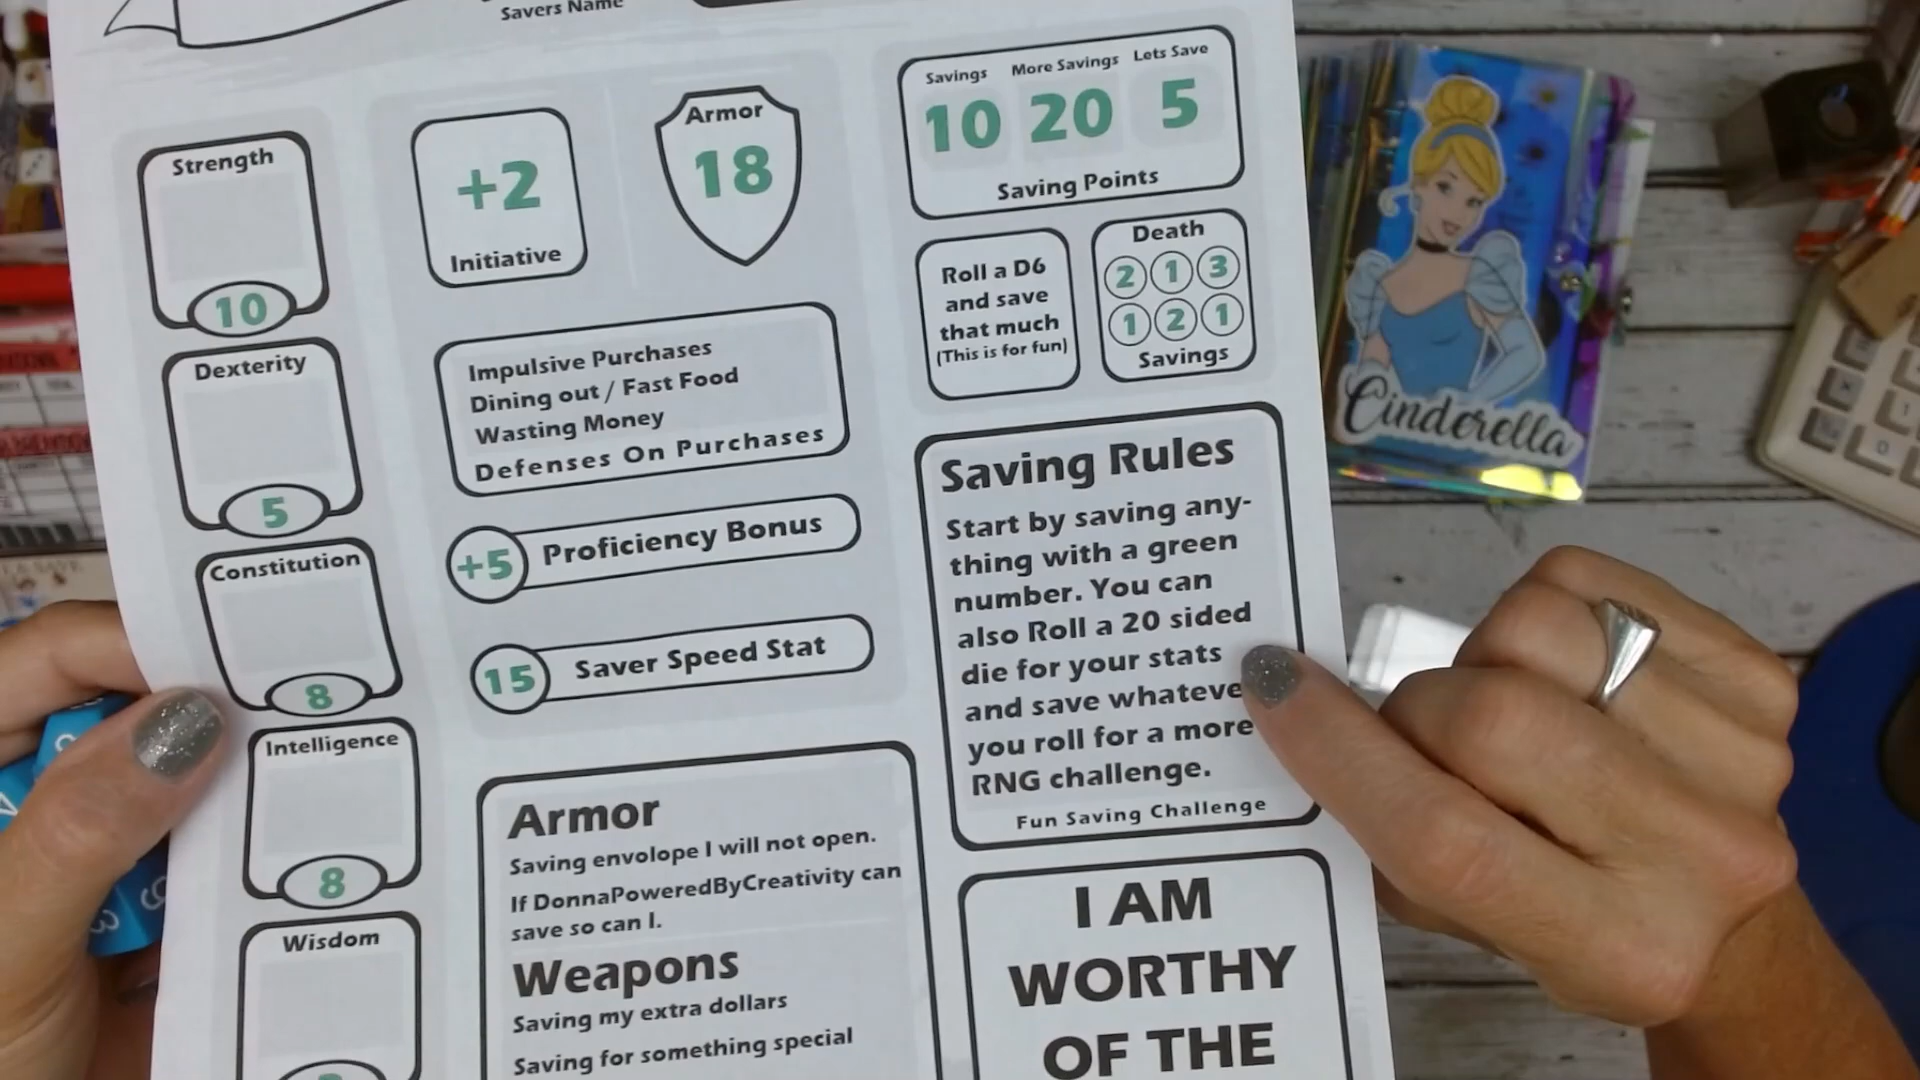 Savers Name
Strength
10
Dexterity
5
Constitution
8
Intelligence
8
Wisdom
+2
Initiative
Armor
18
Impulsive Purchases
Dining out / Fast Food
Wasting Money
Defenses On Purchases
+5 Proficiency Bonus
15 Saver Speed Stat
Armor
Saving envolope I will not open.
If DonnaPoweredByCreativity can
save so can I.
Weapons
Saving my extra dollars
Saving for something special
Savings More Savings Lets Save
10 20 5
Saving Points
Roll a D6
and save
that much
(This is for fun)
Death
2 1 3
1 2 1
Savings
Saving Rules
Start by saving any-
thing with a green
number. You can
also Roll a 20 sided
die for your stats
and save whateve
you roll for a more
RNG challenge.
Fun Saving Challenge
I AM
WORTHY
OF THE
Cinderella